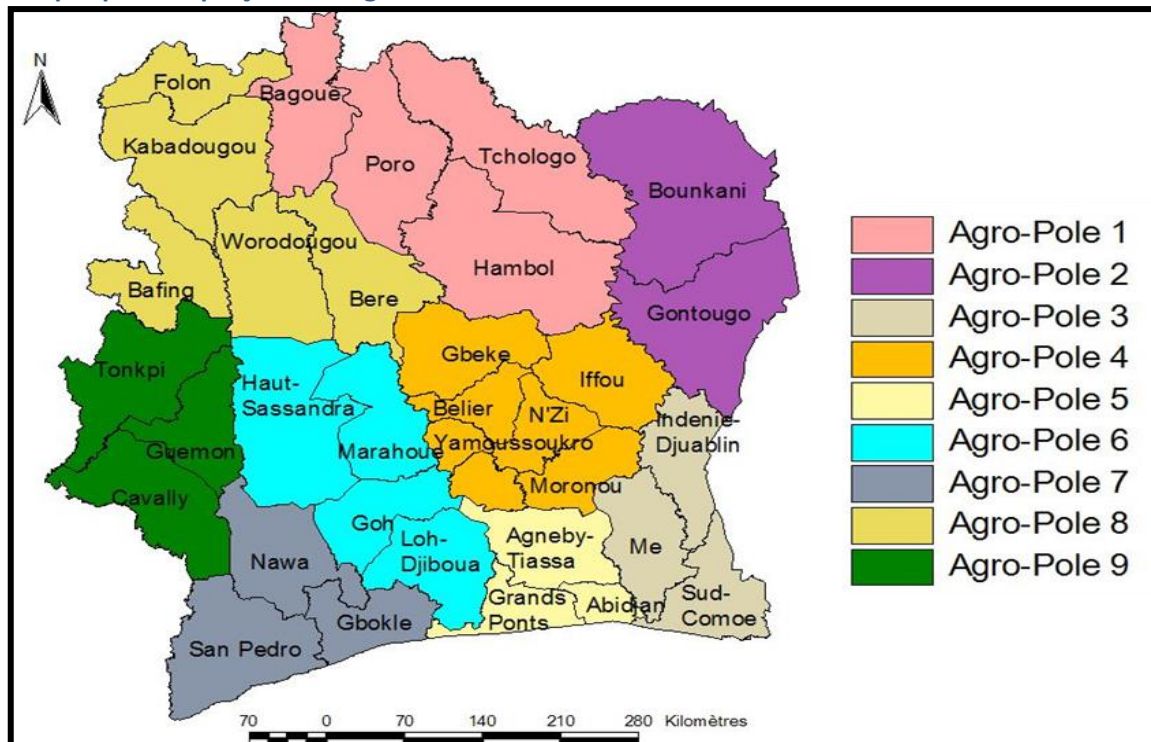 N
Folon
Bagoue
Kabadougou
Poro
Tchologo
Bounkani
Worodougou
Hambol
Bafing
Bere
Gontougo
Tonkpi
Gbeke
Iffou
Haut-
Sassandra
Belier
N'Zi
Indenie-
Djuablin
Marahoue
Yamoussoukro
Guemon
Cavally
Moronou
Goh
Loh-
Djiboua
Agneby-
Tiassa
Me
Nawa
Grands
Ponts
Abidjan
Sud-
Comoe
Gbokle
San Pedro
Agro-Pole 1
Agro-Pole 2
Agro-Pole 3
Agro-Pole 4
Agro-Pole 5
Agro-Pole 6
Agro-Pole 7
Agro-Pole 8
Agro-Pole 9
70 0 70 140 210 280 Kilomètres